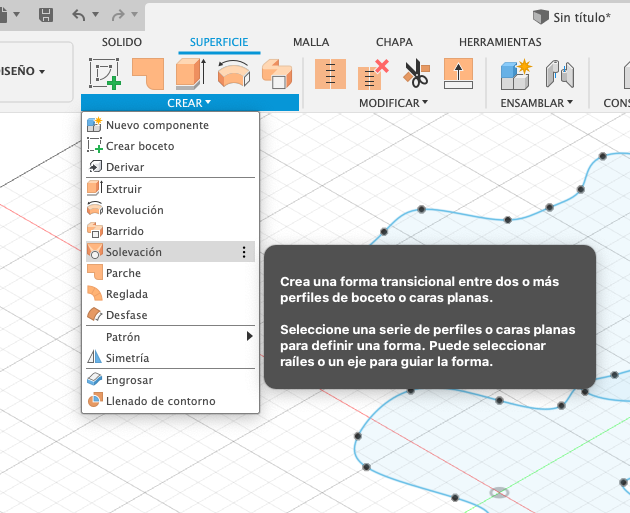 Sin título*
SÓLIDO
SUPERFICIE
MALLA
CHAPA
HERRAMIENTAS
ISEÑO
CREAR
MODIFICAR
ENSAMBLAR
CONS
Nuevo componente
Crear boceto
Derivar
Extruir
Revolución
Barrido
Solevación
Parche
Reglada
Desfase
Patrón
Simetría
Engrosar
Llenado de contorno
Crea una forma transicional entre dos o más
perfiles de boceto o caras planas.
Seleccione una serie de perfiles o caras planas
para definir una forma. Puede seleccionar
raíles o un eje para guiar la forma.